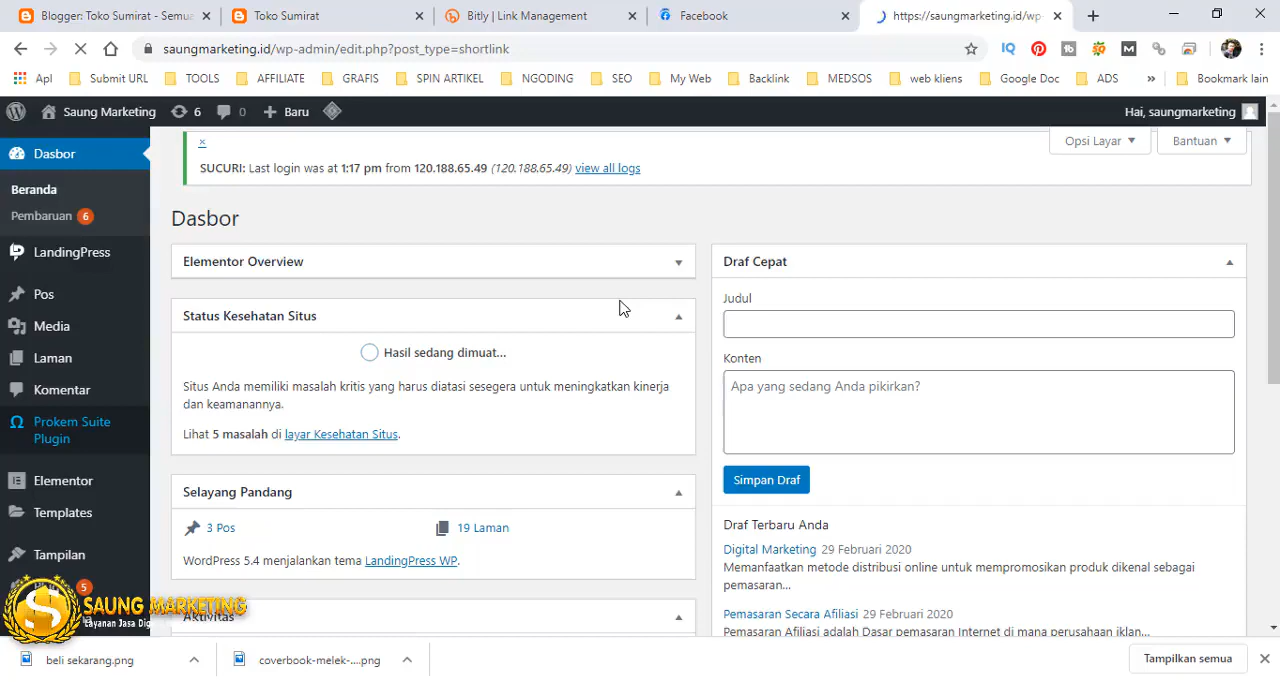 Blogger: Toko Sumirat - Semua
Toko Sumirat
Bitly | Link Management
Facebook
https://saungmarketing.id/wp-
saungmarketing.id/wp-admin/edit.php?post_type=shortlink
Apl
Submit URL
TOOLS
AFFILIATE
GRAFIS
SPIN ARTIKEL
NGODING
SEO
My Web
Backlink
MEDSOS
web kliens
Google Doc
ADS
Bookmark lain
Saung Marketing
6
0
Baru
Hai, saungmarketing
Opsi Layar
Bantuan
SUCURI: Last login was at 1:17 pm from 120.188.65.49 (120.188.65.49) view all logs
Dasbor
Beranda
Pembaruan 6
LandingPress
Pos
Media
Laman
Komentar
Prokem Suite
Plugin
Elementor
Templates
Tampilan
5
SAUNG MARKETING
Dasbor
Elementor Overview
Status Kesehatan Situs
Hasil sedang dimuat...
Situs Anda memiliki masalah kritis yang harus diatasi sesegera untuk meningkatkan kinerja
dan keamanannya.
Lihat 5 masalah di layar Kesehatan Situs.
Selayang Pandang
3 Pos
19 Laman
WordPress 5.4 menjalankan tema LandingPress WP.
Aktivitas
Draf Cepat
Judul
Konten
Apa yang sedang Anda pikirkan?
Simpan Draf
Draf Terbaru Anda
Digital Marketing 29 Februari 2020
Memanfaatkan metode distribusi online untuk mempromosikan produk dikenal sebagai
pemasaran...
Pemasaran Secara Afiliasi 29 Februari 2020
Pemasaran Afiliasi adalah Dasar pemasaran Internet di mana perusahaan iklan...
Layanan Jasa Dig
beli sekarang.png
coverbook-melek-....png
Tampilkan semua